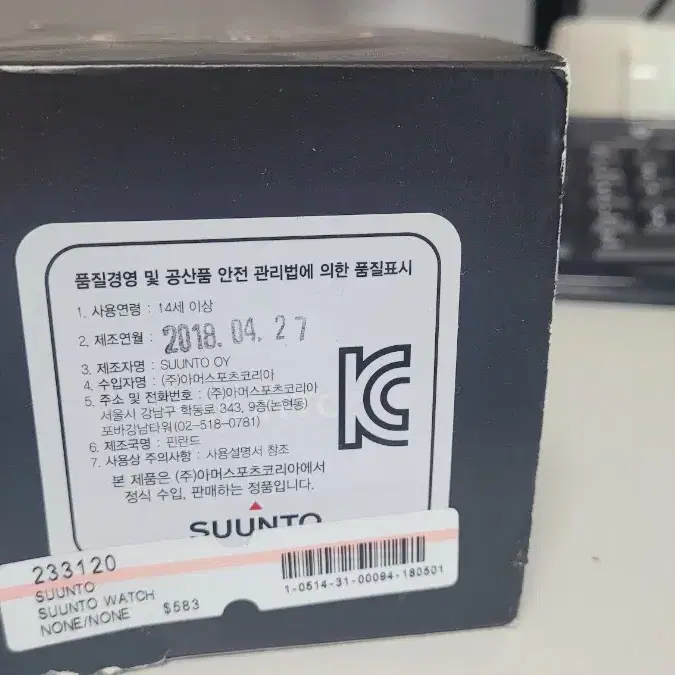 품질경영 및 공산품 안전 관리법에 의한 품질표시
1. 사용연령 : 14세 이상
2. 제조연월 : 2018. 04. 27
3. 제조자명 : SUUNTO OY
4. 수입자명 : (주)아머스포츠코리아
5. 주소 및 전화번호 : (주)아머스포츠코리아
서울시 강남구 학동로 343, 9층(논현동)
포바강남타워(02-518-0781)
6. 제조국명 : 핀란드
7. 사용상 주의사항 : 사용설명서 참조
본 제품은 (주)아머스포츠코리아에서
정식 수입, 판매하는 정품입니다.
SUUNTO
233120
SUUNTO
SUUNTO WATCH
NONE/NONE $583
1-0514-31-00094-180501